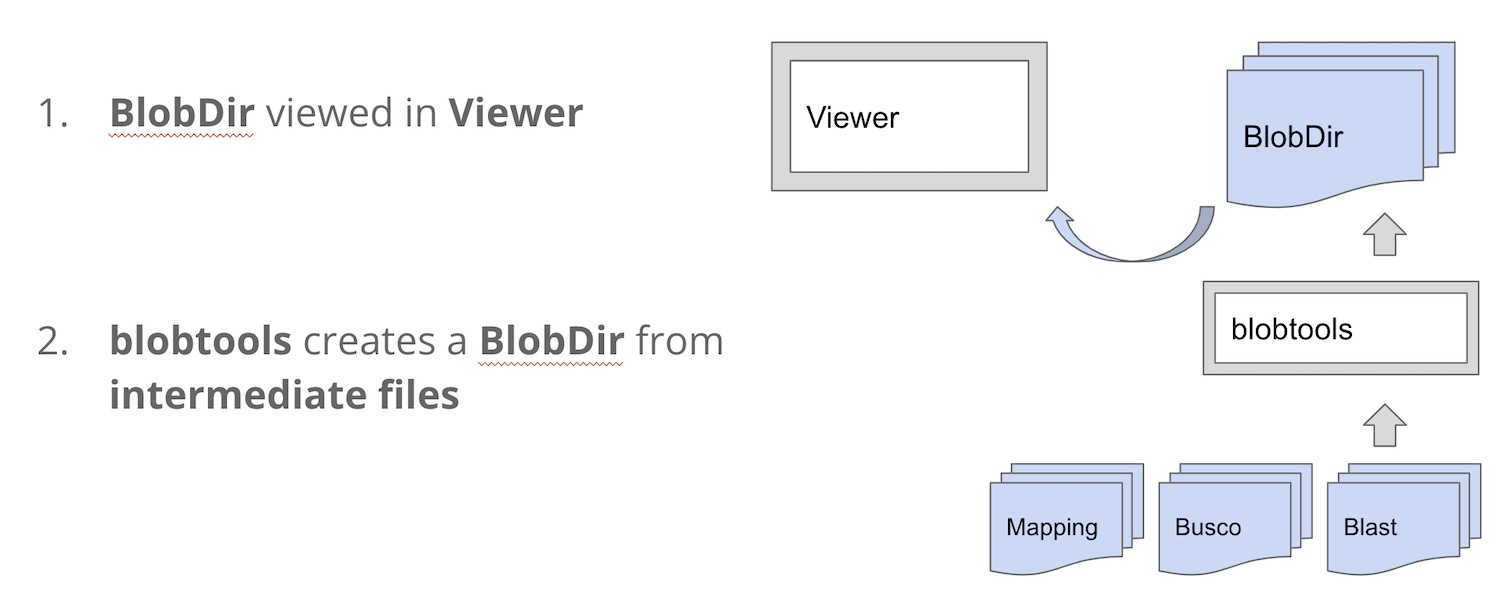 1. BlobDir viewed in Viewer
2. blobtools creates a BlobDir from
intermediate files
Viewer
BlobDir
blobtools
Mapping
Busco
Blast